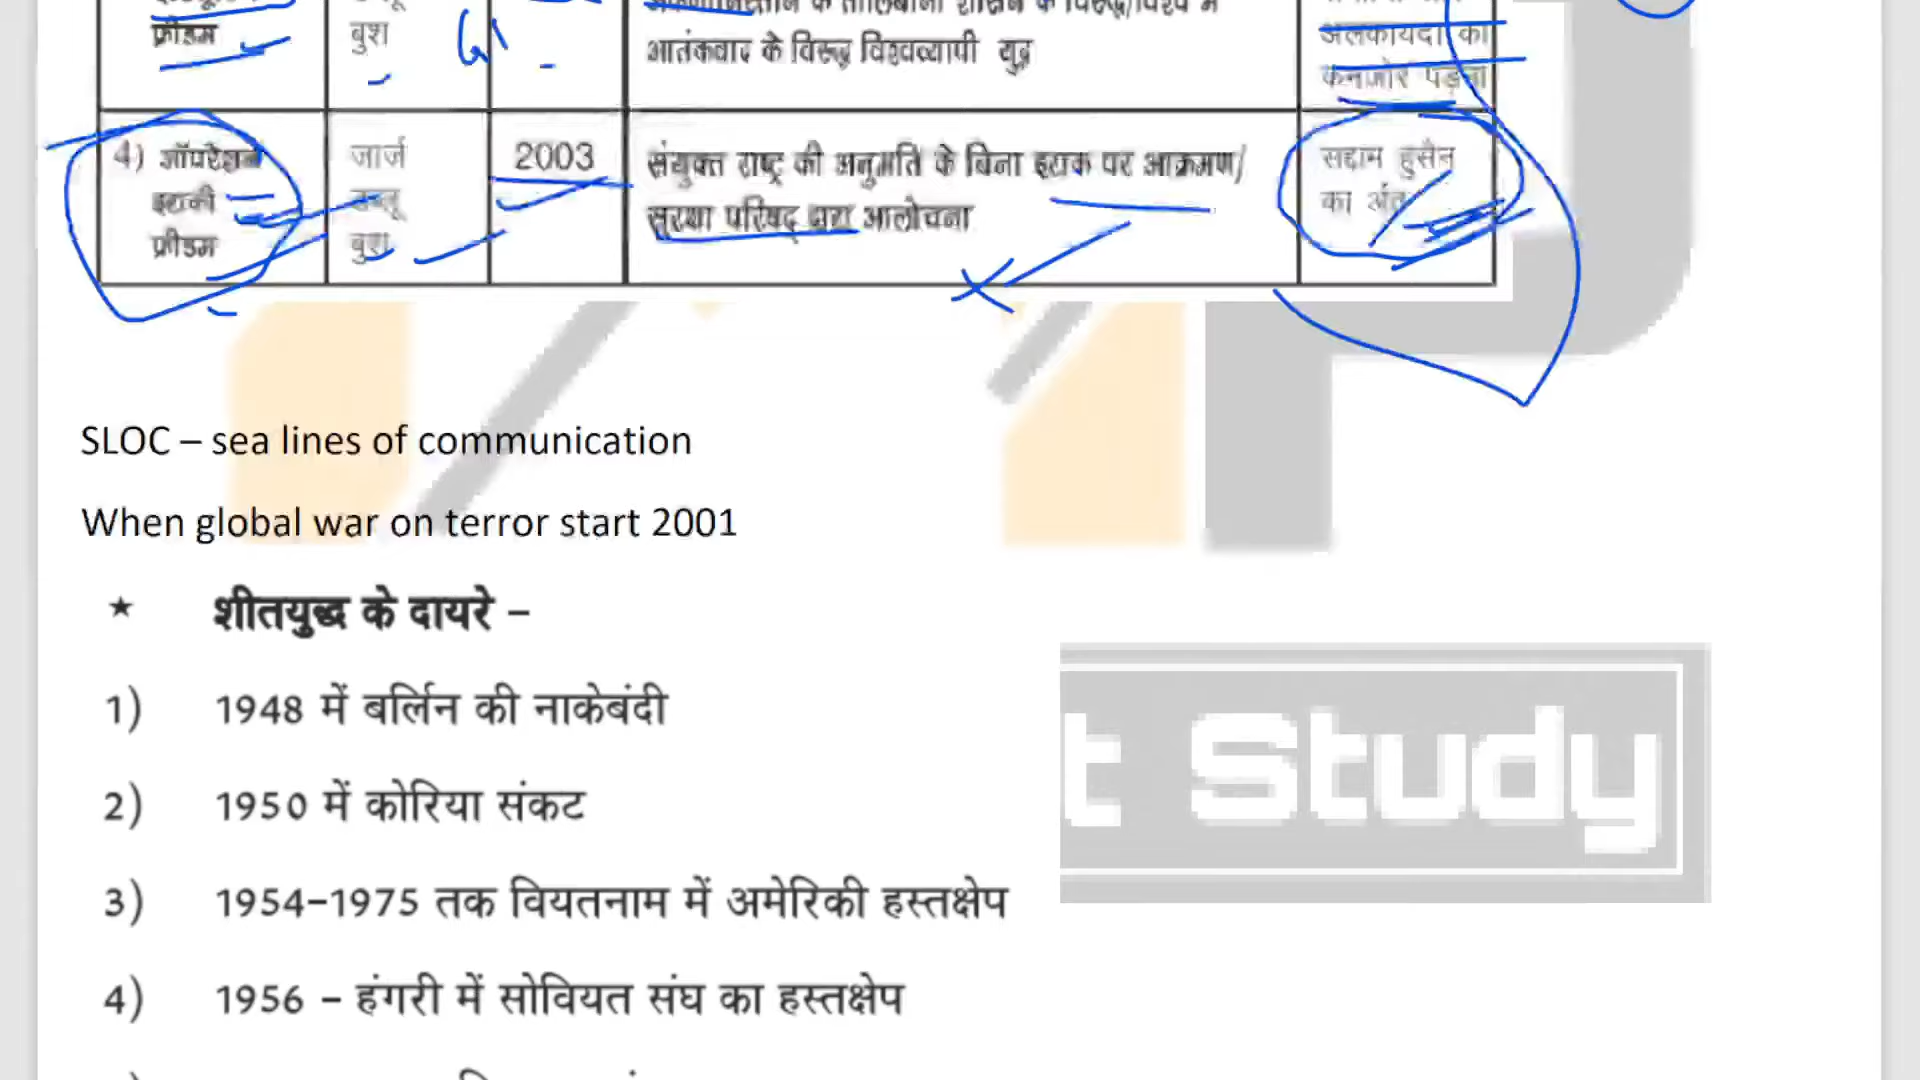 फ्रीडम
बुश
के तालिबानी शासन के विरुद्ध/विश्व में
आतंकवाद के विरूद्ध विश्वव्यापी युद्ध
अलकायदा का
कमजोर पड़ना
4) ऑपरेशन
इराकी
फ्रीडम
जार्ज
डब्लू
बुश
2003
संयुक्त राष्ट्र की अनुमति के बिना इराक पर आक्रमण/
सुरक्षा परिषद् द्वारा आलोचना
सद्दाम हुसैन
का अंत
SLOC – sea lines of communication
When global war on terror start 2001
★ शीतयुद्ध के दायरे –
1) 1948 में बर्लिन की नाकेबंदी
2) 1950 में कोरिया संकट
3) 1954-1975 तक वियतनाम में अमेरिकी हस्तक्षेप
4) 1956 - हंगरी में सोवियत संघ का हस्तक्षेप
t Study